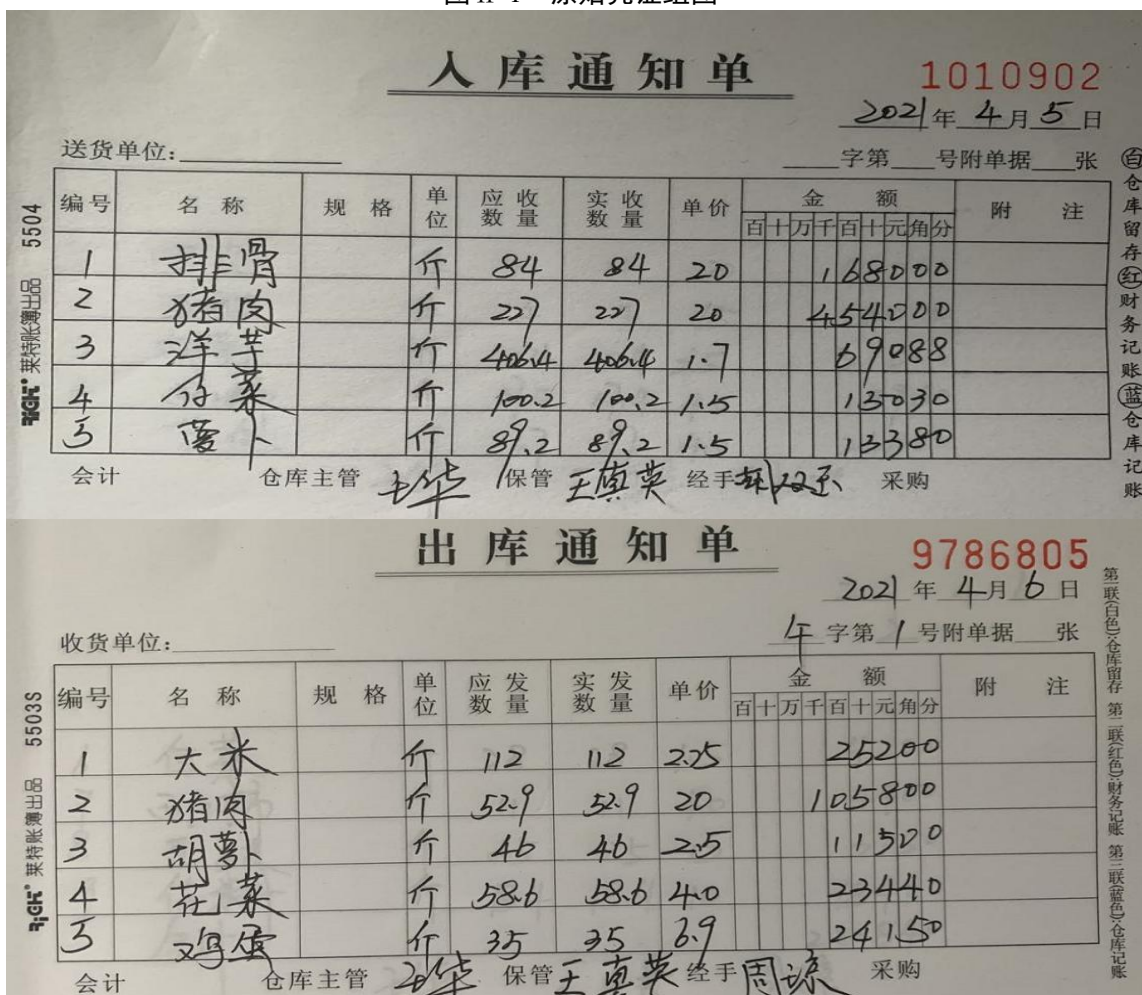 入库通知单
1010902
2021年4月5日
送货单位:
字第 号附单据 张
编号 名称 规格 单位 应收数量 实收数量 单价 金额 附注
百十万千百十元角分
1 排骨 斤 84 84 20 168000
2 猪肉 斤 227 227 20 454000
3 洋芋 斤 406.4 406.4 1.7 69088
4 仔菜 斤 100.2 100.2 1.5 15030
5 萝卜 斤 89.2 89.2 1.5 13380
会计 仓库主管 华 保管 王真英 经手 采购
5504
RiGHt 莱特账簿出品
白仓库留存 红财务记账 蓝仓库记账
出库通知单
9786805
2021年4月6日
收货单位:
午字第1号附单据 张
编号 名称 规格 单位 应发数量 实发数量 单价 金额 附注
百十万千百十元角分
1 大米 斤 112 112 2.25 25200
2 猪肉 斤 52.9 52.9 20 105800
3 胡萝卜 斤 46 46 2.5 11500
4 花菜 斤 58.6 58.6 4.0 23440
5 鸡蛋 斤 35 35 6.9 24150
会计 仓库主管 华 保管 王真英 经手 周 采购
5503S
RiGHt 莱特账簿出品
第一联(白色):仓库留存 第二联(红色):财务记账 第三联(蓝色):仓库记账